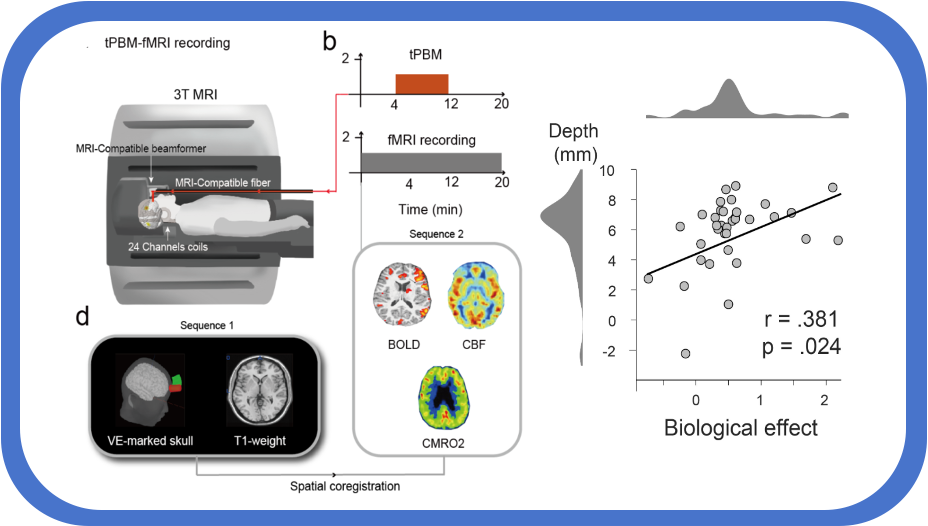 tPBM-fMRI recording
3T MRI
MRI-Compatible beamformer
MRI-Compatible fiber
24 Channels coils
b
tPBM
2
4
12
20
fMRI recording
2
4
12
20
Time (min)
Sequence 2
BOLD
CBF
CMRO2
d
Sequence 1
VE-marked skull
T1-weight
Spatial coregistration
Depth
(mm)
10
8
6
4
2
0
-2
r = .381
p = .024
0
1
2
Biological effect